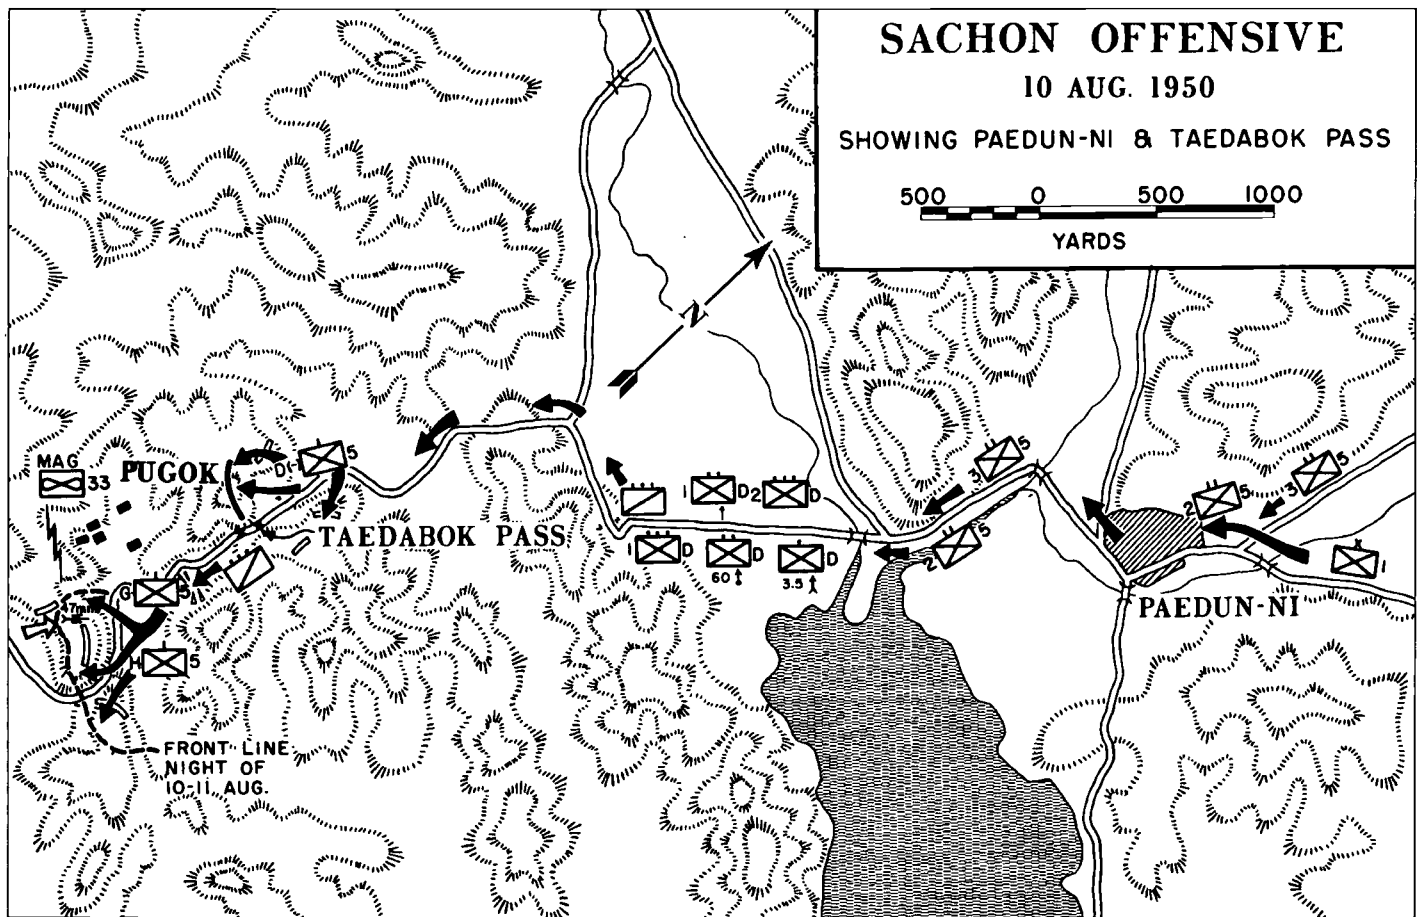 SACHON OFFENSIVE
10 AUG. 1950
SHOWING PAEDUN-NI & TAEDABOK PASS
500 0 500 1000
YARDS
N
MAG
33
PUGOK
D 5
TAEDABOK PASS
G 5
H 5
FRONT LINE
NIGHT OF
10-11 AUG.
1 D
2 D
1 D
D
60
D
3.5
3 5
2 5
2 5
3 5
1
PAEDUN-NI